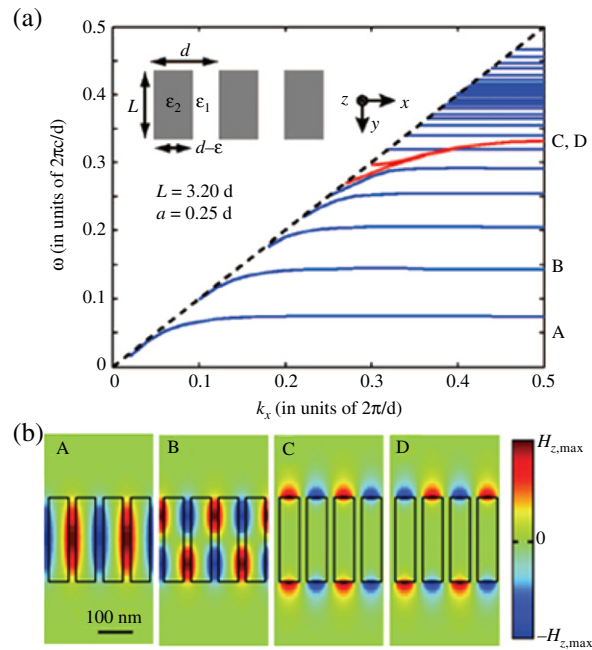 (a)
0.5
0.4
0.3
0.2
0.1
0
ω (in units of 2πc/d)
d
L
ε₂
ε₁
d–ε
z
x
y
L = 3.20 d
a = 0.25 d
C, D
B
A
0
0.1
0.2
0.3
0.4
0.5
kₓ (in units of 2π/d)
(b)
A
B
C
D
100 nm
H_z,max
0
–H_z,max